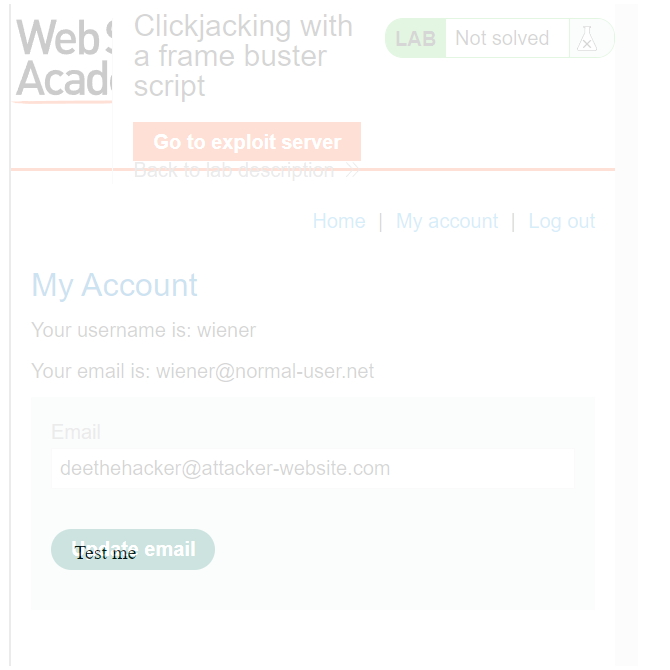 Web S
Acade
Clickjacking with
a frame buster
script
LAB Not solved
Go to exploit server
Back to lab description »
Home | My account | Log out
My Account
Your username is: wiener
Your email is: wiener@normal-user.net
Email
deethehacker@attacker-website.com
Update email
Test me